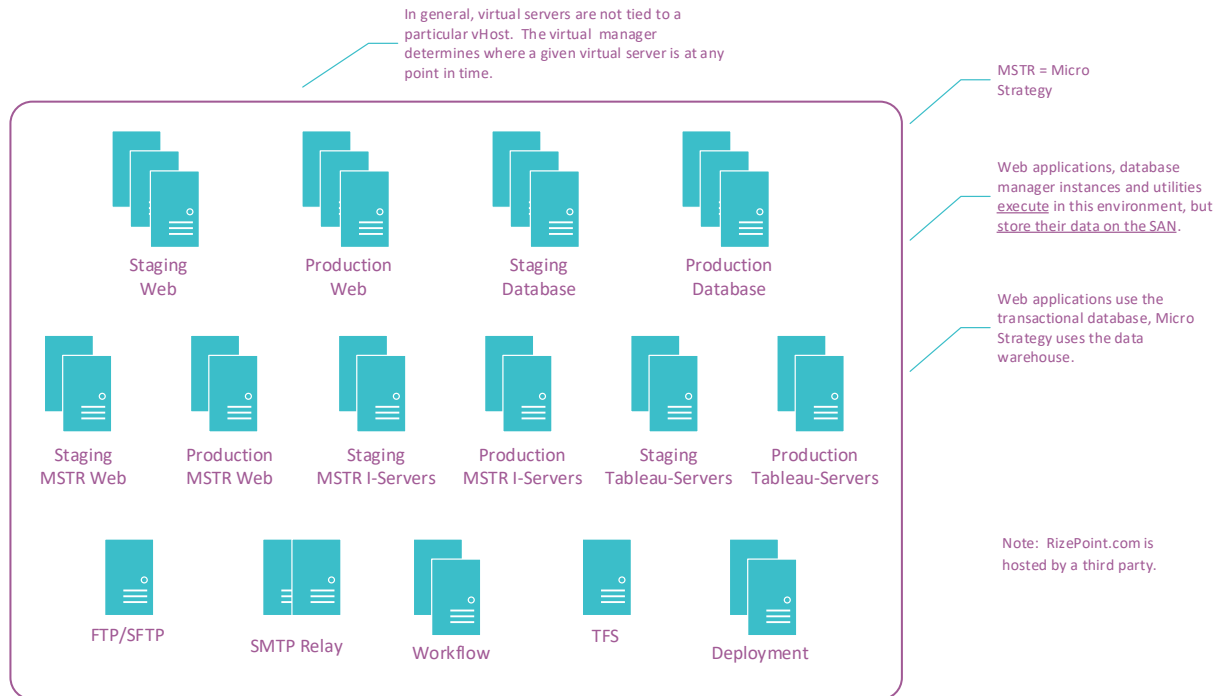 In general, virtual servers are not tied to a
particular vHost. The virtual manager
determines where a given virtual server is at any
point in time.
MSTR = Micro
Strategy
Web applications, database
manager instances and utilities
execute in this environment, but
store their data on the SAN.
Web applications use the
transactional database, Micro
Strategy uses the data
warehouse.
Staging
Web
Production
Web
Staging
Database
Production
Database
Staging
MSTR Web
Production
MSTR Web
Staging
MSTR I-Servers
Production
MSTR I-Servers
Staging
Tableau-Servers
Production
Tableau-Servers
FTP/SFTP
SMTP Relay
Workflow
TFS
Deployment
Note: RizePoint.com is
hosted by a third party.